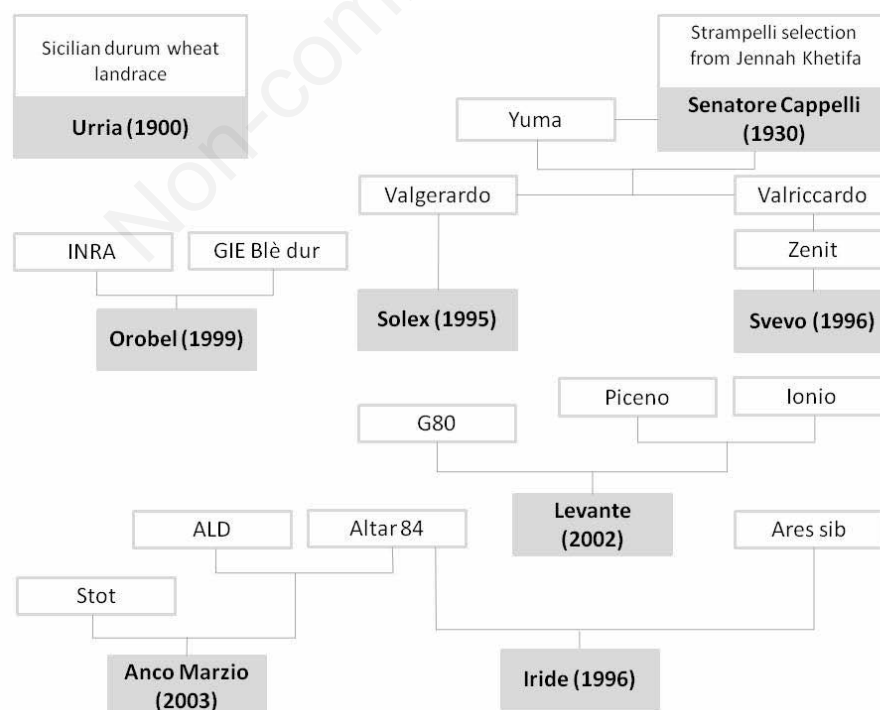 Non-com
Sicilian durum wheat
landrace
Urria (1900)
Strampelli selection
from Jennah Khetifa
Senatore Cappelli
(1930)
Yuma
Valgerardo
Valriccardo
INRA
GIE Blè dur
Zenit
Orobel (1999)
Solex (1995)
Svevo (1996)
Piceno
Ionio
G80
Levante
(2002)
ALD
Altar 84
Ares sib
Stot
Anco Marzio
(2003)
Iride (1996)